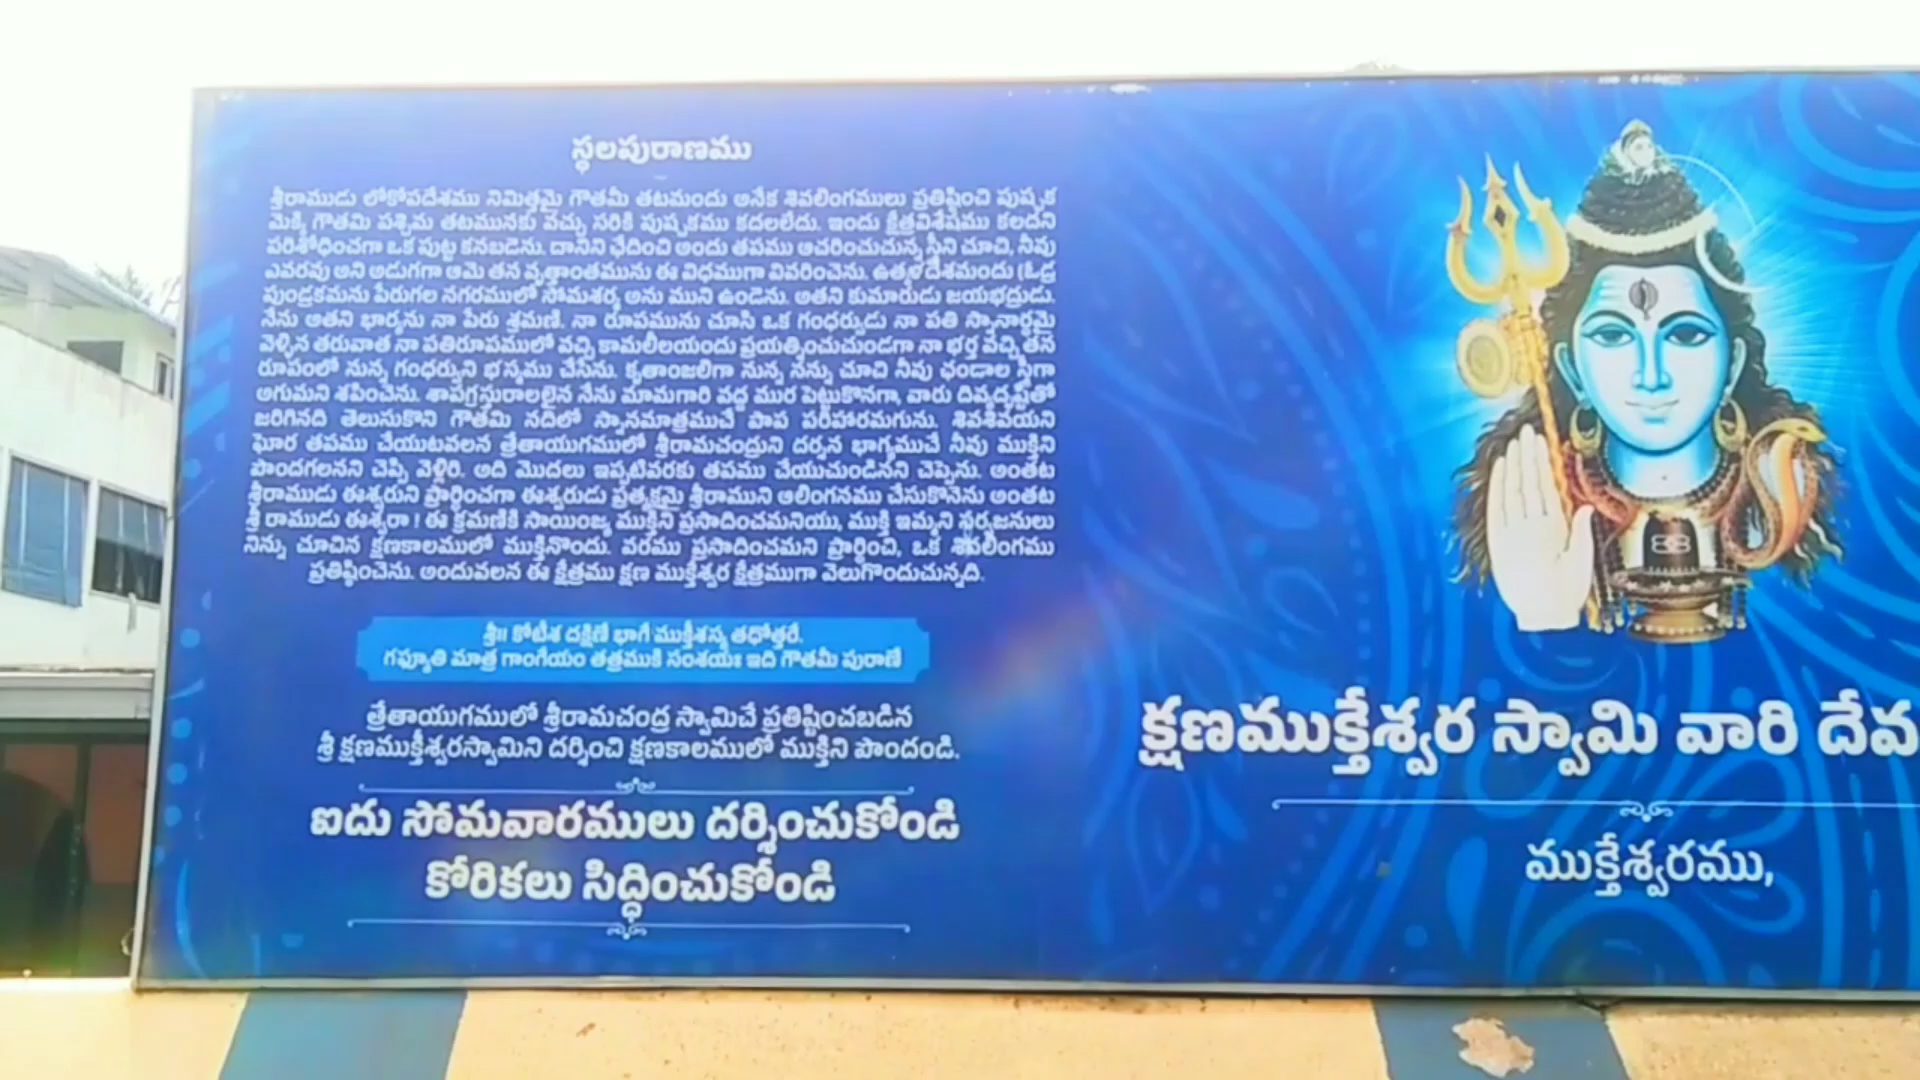 స్థలపురాణము
శ్రీరాముడు లోకోపదేశము నిమిత్తమై గౌతమీ తటమందు అనేక శివలింగములు ప్రతిష్ఠించి పుష్పక
మెక్కి గౌతమి పశ్చిమ తటమునకు వచ్చు సరికి పుష్పకము కదలలేదు. ఇందు క్షేత్రవిశేషము కలదని
పరిశోధించగా ఒక పుట్ట కనబడెను. దానిని ఛేదించి అందు తపము ఆచరించుచున్న స్త్రీని చూచి, నీవు
ఎవరవు అని అడుగగా ఆమె తన వృత్తాంతమును ఈ విధముగా వివరించెను. ఉత్కళదేశమందు (ఓడ్ర
పుండ్రకమను పేరుగల నగరములో సోమశర్మ అను ముని ఉండెను. అతని కుమారుడు జయభద్రుడు.
నేను అతని భార్యను నా పేరు శ్రమణి. నా రూపమును చూసి ఒక గంధర్వుడు నా పతి స్నానార్థమై
వెళ్ళిన తరువాత నా పతిరూపములో వచ్చి కామలీలయందు ప్రయత్నించుచుండగా నా భర్త వచ్చి తన
రూపంలో నున్న గంధర్వుని భస్మము చేసెను. కృతాంజలిగా నున్న నన్ను చూచి నీవు ఛండాల స్త్రీగా
అగుమని శపించెను. శాపగ్రస్తురాలలైన నేను మామగారి వద్ద మొర పెట్టుకొనగా, వారు దివ్యదృష్టితో
జరిగినది తెలుసుకొని గౌతమి నదిలో స్నానమాత్రముచే పాప పరిహారమగును. శివశివయని
ఘోర తపము చేయుటవలన త్రేతాయుగములో శ్రీరామచంద్రుని దర్శన భాగ్యముచే నీవు ముక్తిని
పొందగలనని చెప్పి వెళ్లిరి. అది మొదలు ఇప్పటివరకు తపము చేయుచుండినని చెప్పెను. అంతట
శ్రీరాముడు ఈశ్వరుని ప్రార్థించగా ఈశ్వరుడు ప్రత్యక్షమై శ్రీరాముని ఆలింగనము చేసుకొనెను అంతట
శ్రీ రాముడు ఈశ్వరా ! ఈ క్రమణికి సాయింజ్య ముక్తిని ప్రసాదించమనియు, ముక్తి ఇమ్మని సర్వజనులు
నిన్ను చూచిన క్షణకాలములో ముక్తినొందు. వరము ప్రసాదించమని ప్రార్థించి, ఒక శివలింగము
ప్రతిష్ఠించెను. అందువలన ఈ క్షేత్రము క్షణ ముక్తేశ్వర క్షేత్రముగా వెలుగొందుచున్నది.
శ్రీ॥ కోటీశ దక్షిణే భాగే ముక్తీశస్య తధోత్తరే.
గవ్యూతి మాత్ర గాంగేయం తత్రముకి సంశయః ఇది గౌతమీ పురాణే
త్రేతాయుగములో శ్రీరామచంద్ర స్వామిచే ప్రతిష్టించబడిన
శ్రీ క్షణముక్తీశ్వరస్వామిని దర్శించి క్షణకాలములో ముక్తిని పొందండి.
ఐదు సోమవారములు దర్శించుకోండి
కోరికలు సిద్ధించుకోండి
క్షణముక్తేశ్వర స్వామి వారి దేవ
ముక్తేశ్వరము,